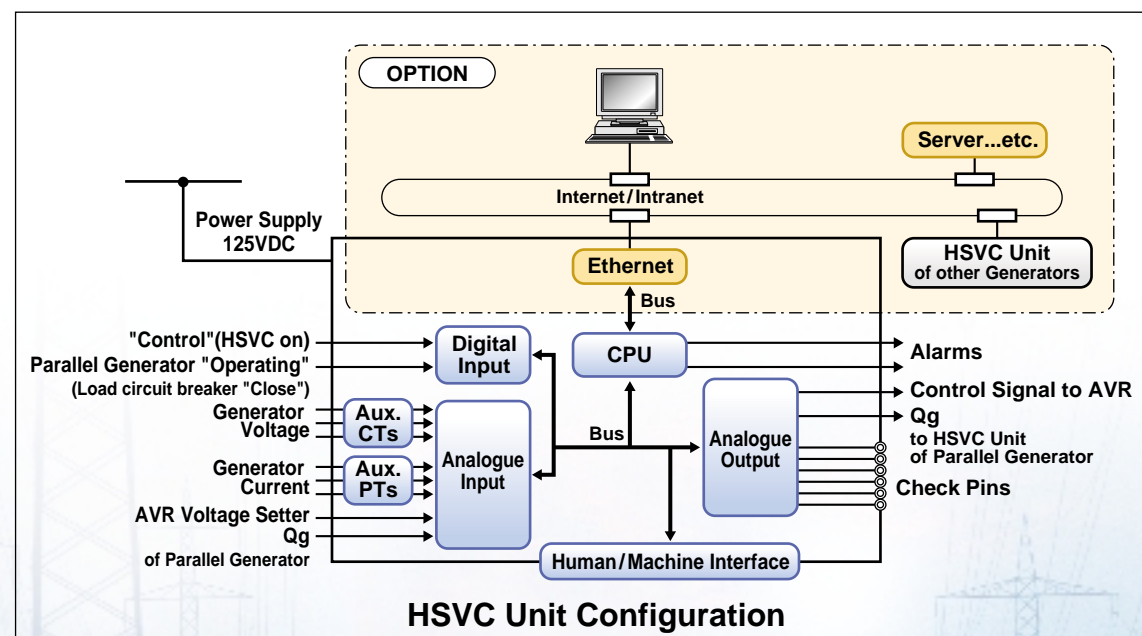 OPTION
Server...etc.
Internet/Intranet
Power Supply
125VDC
Ethernet
HSVC Unit
of other Generators
Bus
"Control"(HSVC on)
Parallel Generator "Operating"
(Load circuit breaker "Close")
Digital
Input
CPU
Alarms
Control Signal to AVR
Generator
Voltage
Aux.
CTs
Bus
Qg
to HSVC Unit
of Parallel Generator
Analogue
Input
Analogue
Output
Generator
Current
Aux.
PTs
Check Pins
AVR Voltage Setter
Qg
of Parallel Generator
Human/Machine Interface
HSVC Unit Configuration